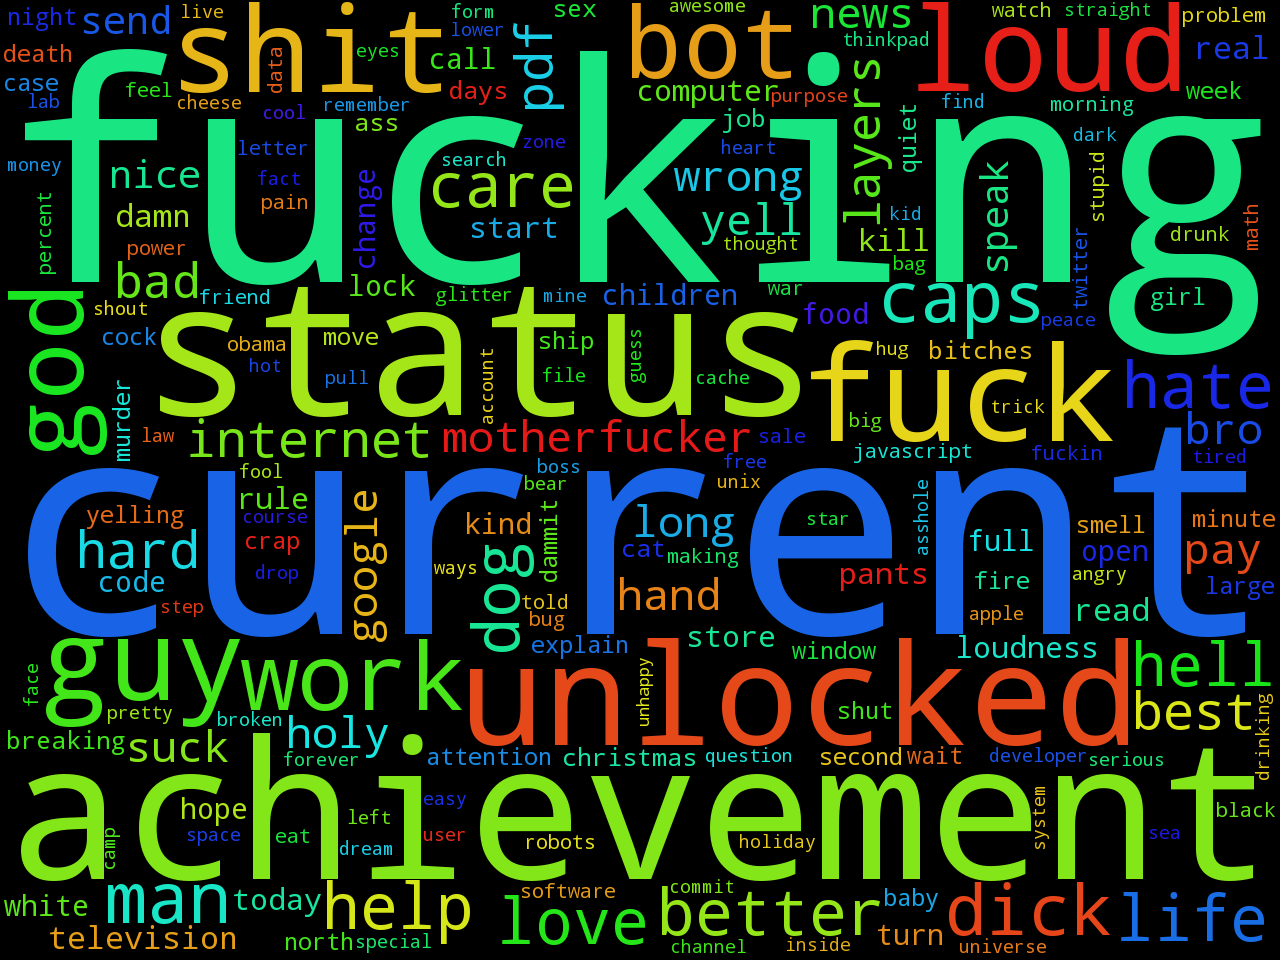 night send live shit bot news loud
form lower sex awesome watch straight problem
death case lab feel cheese data eyes call pdf computer thinkpad real
cool remember ass days purpose layers quiet find morning week
fucking
money nice letter fact pain change search care start zone job heart wrong yell kid dark speak stupid
percent damn power thought kill bag twitter drunk math
bad lock glitter mine war girl
god shout friend children food caps peace
cock obama hot move pull status account ship file guess cache
hug bitches fuck hate
murder law internet motherfucker sale big trick javascript fuckin bro tired
current
fool rule boss bear free unix
yelling course crap google kind dammit long star asshole smell minute
hard code drop step ways dog cat making full open pay
told bug hand pants fire angry large
explain store apple read
face guy work unhappy window loudness hell
pretty broken unlocked shut best drinking
breaking suck holy forever attention christmas question second wait developer serious
achievement
hope space camp eat left dream easy user robots holiday system sea black
white man today help software commit baby dick life
television north special love better channel inside turn universe